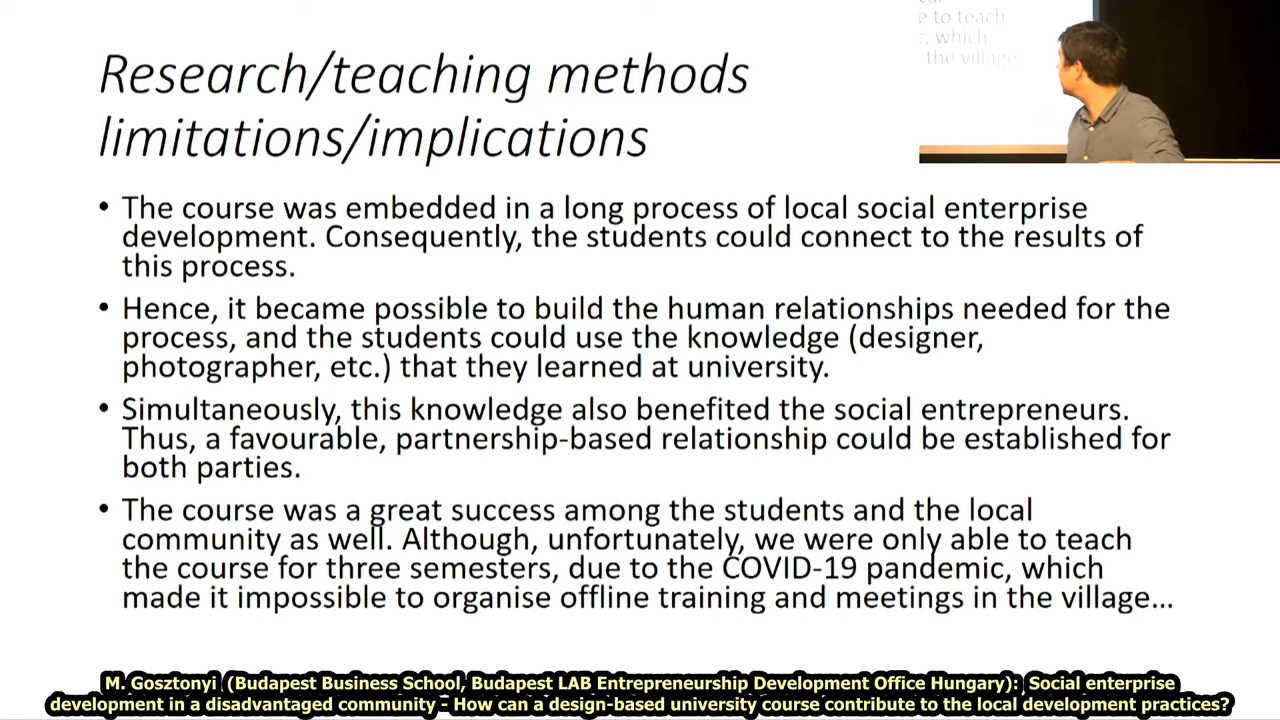 e to teach
, which
the village
Research/teaching methods
limitations/implications
• The course was embedded in a long process of local social enterprise
development. Consequently, the students could connect to the results of
this process.
• Hence, it became possible to build the human relationships needed for the
process, and the students could use the knowledge (designer,
photographer, etc.) that they learned at university.
• Simultaneously, this knowledge also benefited the social entrepreneurs.
Thus, a favourable, partnership-based relationship could be established for
both parties.
• The course was a great success among the students and the local
community as well. Although, unfortunately, we were only able to teach
the course for three semesters, due to the COVID-19 pandemic, which
made it impossible to organise offline training and meetings in the village...
M. Gosztonyi (Budapest Business School, Budapest LAB Entrepreneurship Development Office Hungary): Social enterprise
development in a disadvantaged community - How can a design-based university course contribute to the local development practices?